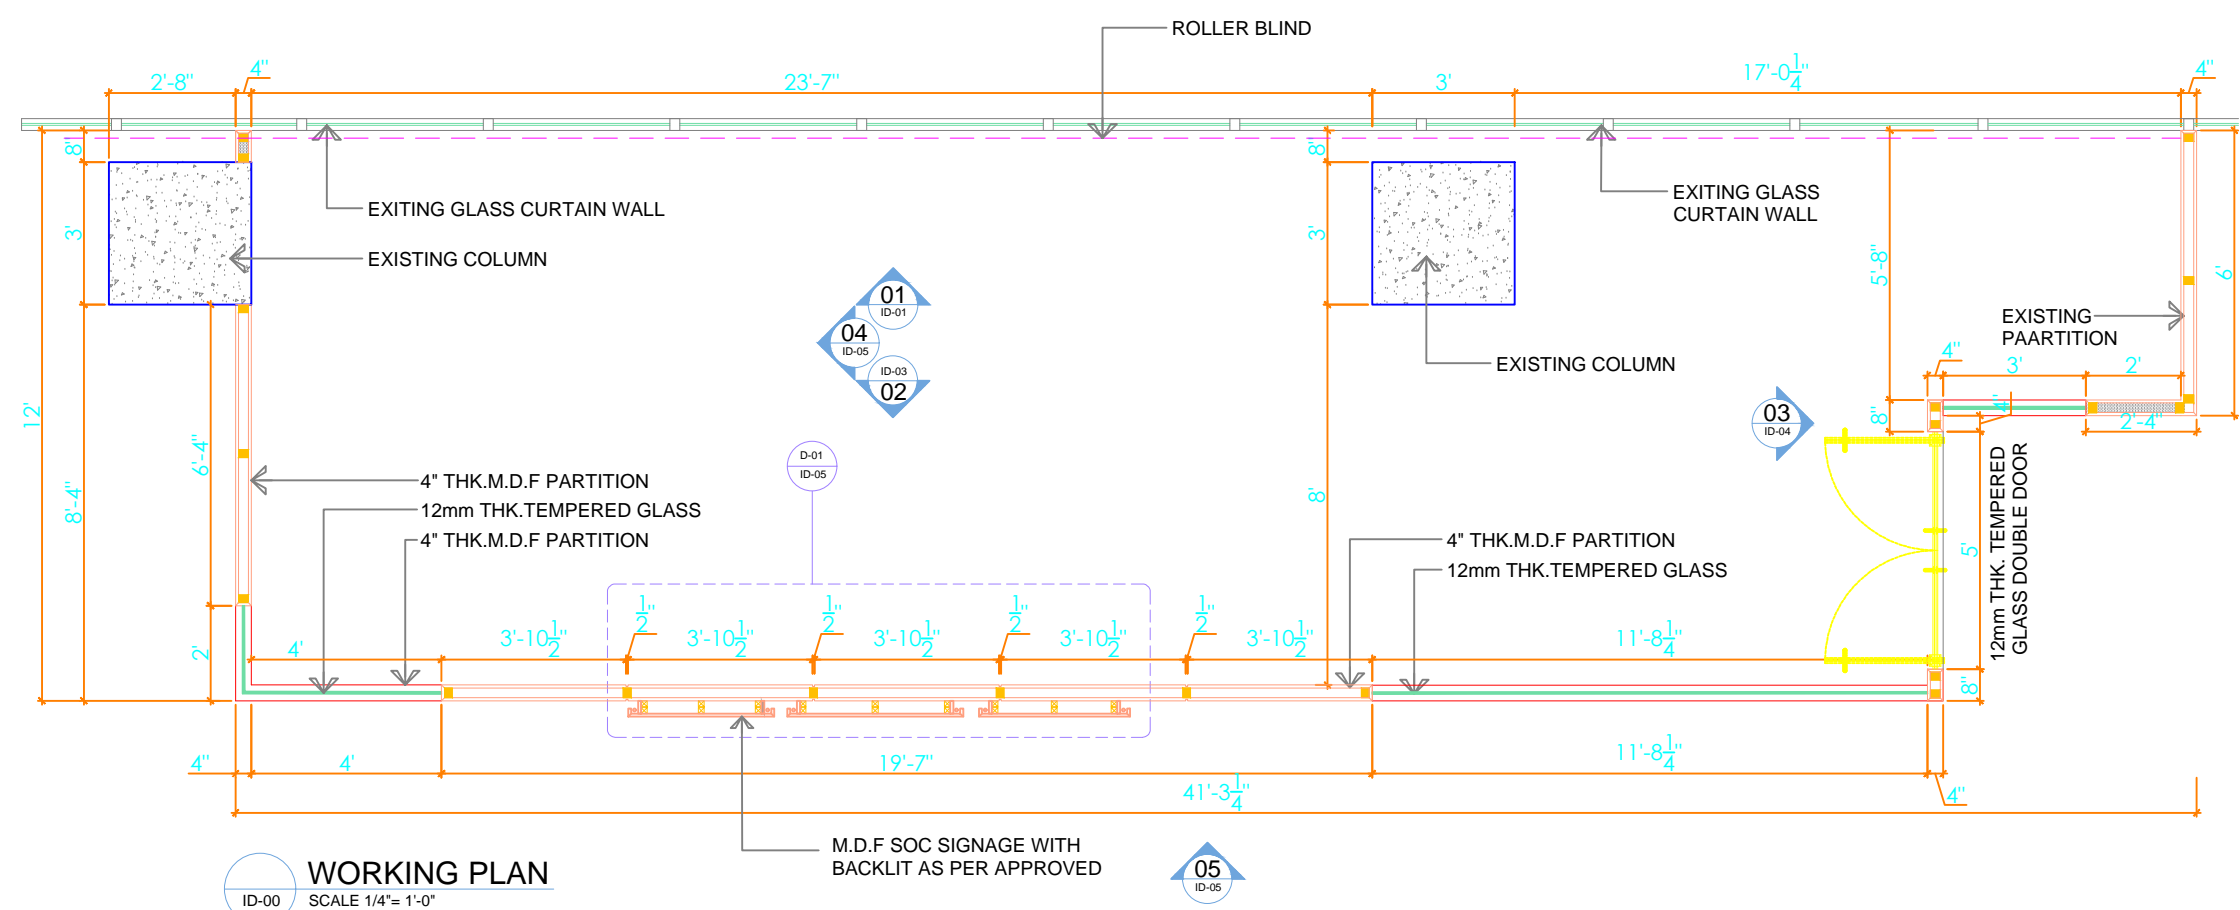 ROLLER BLIND
2'-8"
4"
23'-7"
3'
17'-0 1/4"
4"
8"
8"
EXITING GLASS CURTAIN WALL
EXITING GLASS
CURTAIN WALL
3'
EXISTING COLUMN
3'
5'-8"
6'
01
ID-01
04
ID-05
ID-03
02
EXISTING
PAARTITION
EXISTING COLUMN
4"
3'
2'
4"
2'-4"
8"
03
ID-04
12'
8'-4"
6'-4"
D-01
ID-05
4" THK.M.D.F PARTITION
12mm THK.TEMPERED GLASS
4" THK.M.D.F PARTITION
8'
4" THK.M.D.F PARTITION
12mm THK.TEMPERED GLASS
5'
12mm THK. TEMPERED
GLASS DOUBLE DOOR
2'
4'
3'-10 1/2"
1/2"
3'-10 1/2"
1/2"
3'-10 1/2"
1/2"
3'-10 1/2"
1/2"
3'-10 1/2"
11'-8 1/4"
8"
4"
4'
19'-7"
11'-8 1/4"
4"
41'-3 1/4"
M.D.F SOC SIGNAGE WITH
BACKLIT AS PER APPROVED
05
ID-05
WORKING PLAN
ID-00
SCALE 1/4"= 1'-0"